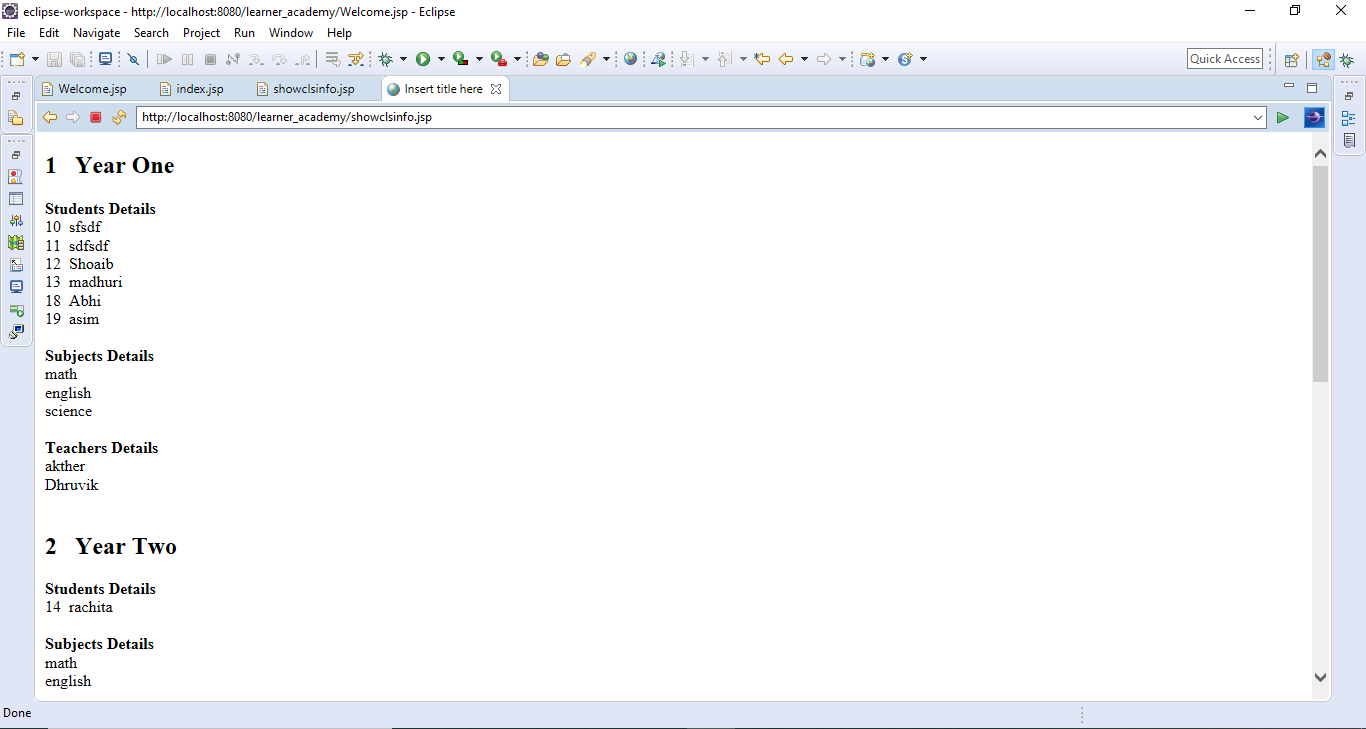 eclipse-workspace - http://localhost:8080/learner_academy/Welcome.jsp - Eclipse
File Edit Navigate Search Project Run Window Help
Quick Access
Welcome.jsp index.jsp showclsinfo.jsp Insert title here
http://localhost:8080/learner_academy/showclsinfo.jsp
1 Year One
Students Details
10 sfsdf
11 sdfsdf
12 Shoaib
13 madhuri
18 Abhi
19 asim
Subjects Details
math
english
science
Teachers Details
akther
Dhruvik
2 Year Two
Students Details
14 rachita
Subjects Details
math
english
Done